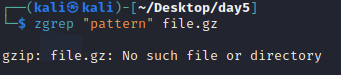 ┌──(kali㉿kali)-[~/Desktop/day5]
└─$ zgrep "pattern" file.gz
gzip: file.gz: No such file or directory